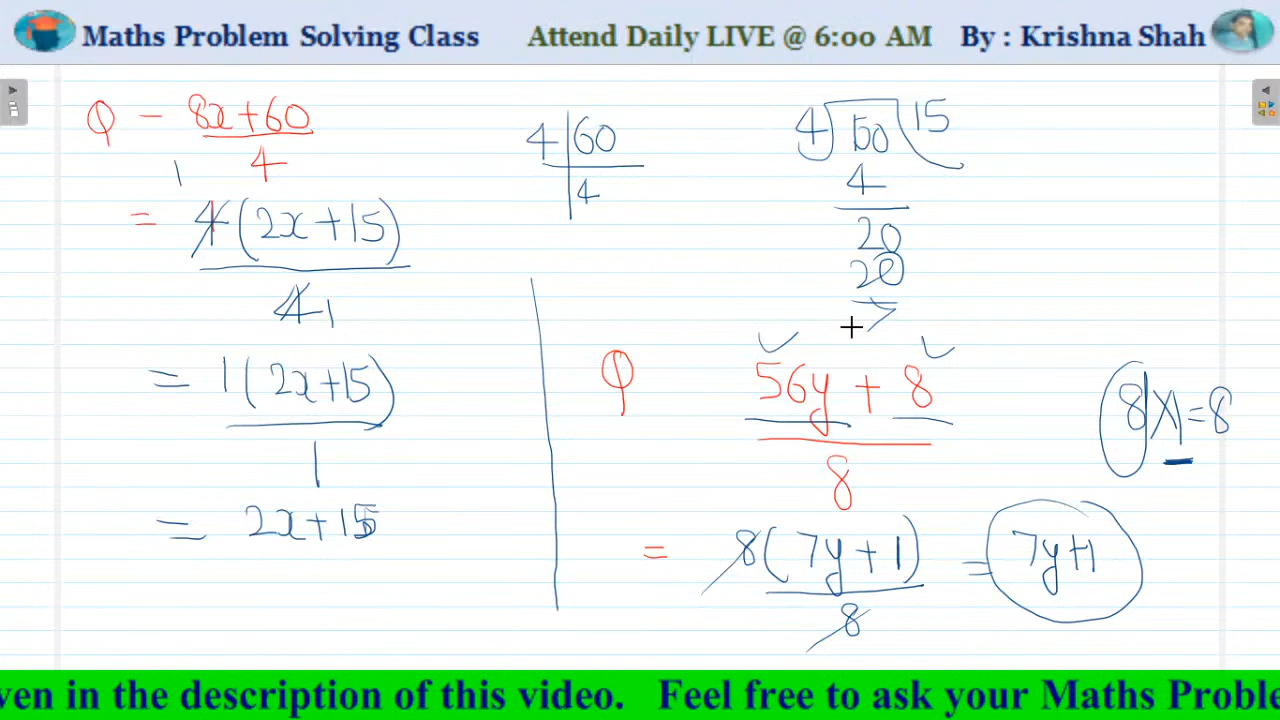 Maths Problem Solving Class Attend Daily LIVE @ 6:00 AM By : Krishna Shah
Q - 8x+60
4
1
= 4(2x+15)
4 1
= 1(2x+15)
1
= 2x+15
4 60
4
4 60 15
4
20
20
Q 56y + 8
8
= 8(7y+1) = 7y+1
8
8×1=8
ven in the description of this video. Feel free to ask your Maths Proble